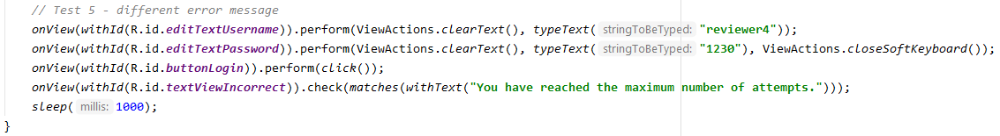 // Test 5 - different error message
onView(withId(R.id.editTextUsername)).perform(ViewActions.clearText(), typeText( stringToBeTyped: "reviewer4"));
onView(withId(R.id.editTextPassword)).perform(ViewActions.clearText(), typeText( stringToBeTyped: "1230"), ViewActions.closeSoftKeyboard());
onView(withId(R.id.buttonLogin)).perform(click());
onView(withId(R.id.textViewIncorrect)).check(matches(withText("You have reached the maximum number of attempts.")));
sleep( millis: 1000);
}